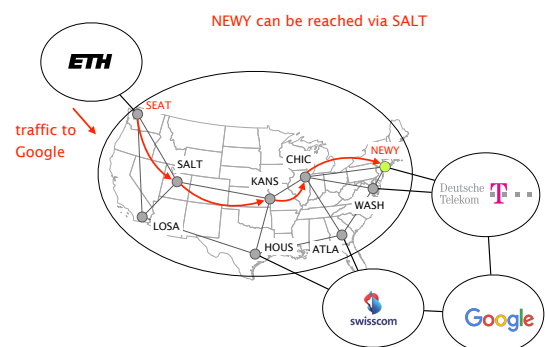 NEWY can be reached via SALT
ETH
SEAT
traffic to
Google
NEWY
CHIC
SALT
KANS
Deutsche
Telekom
T
WASH
LOSA
HOUS
ATLA
swisscom
Google